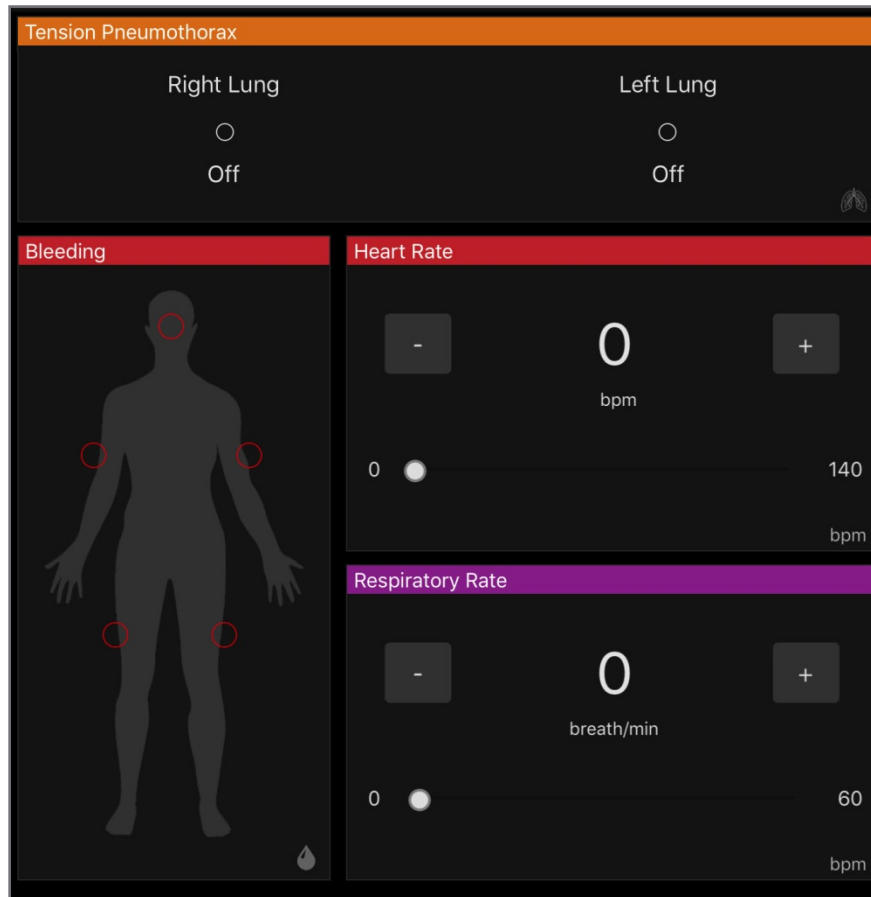 Tension Pneumothorax
Right Lung
Left Lung
Off
Off
Bleeding
Heart Rate
-
0
+
bpm
0
140
bpm
Respiratory Rate
-
0
+
breath/min
0
60
bpm